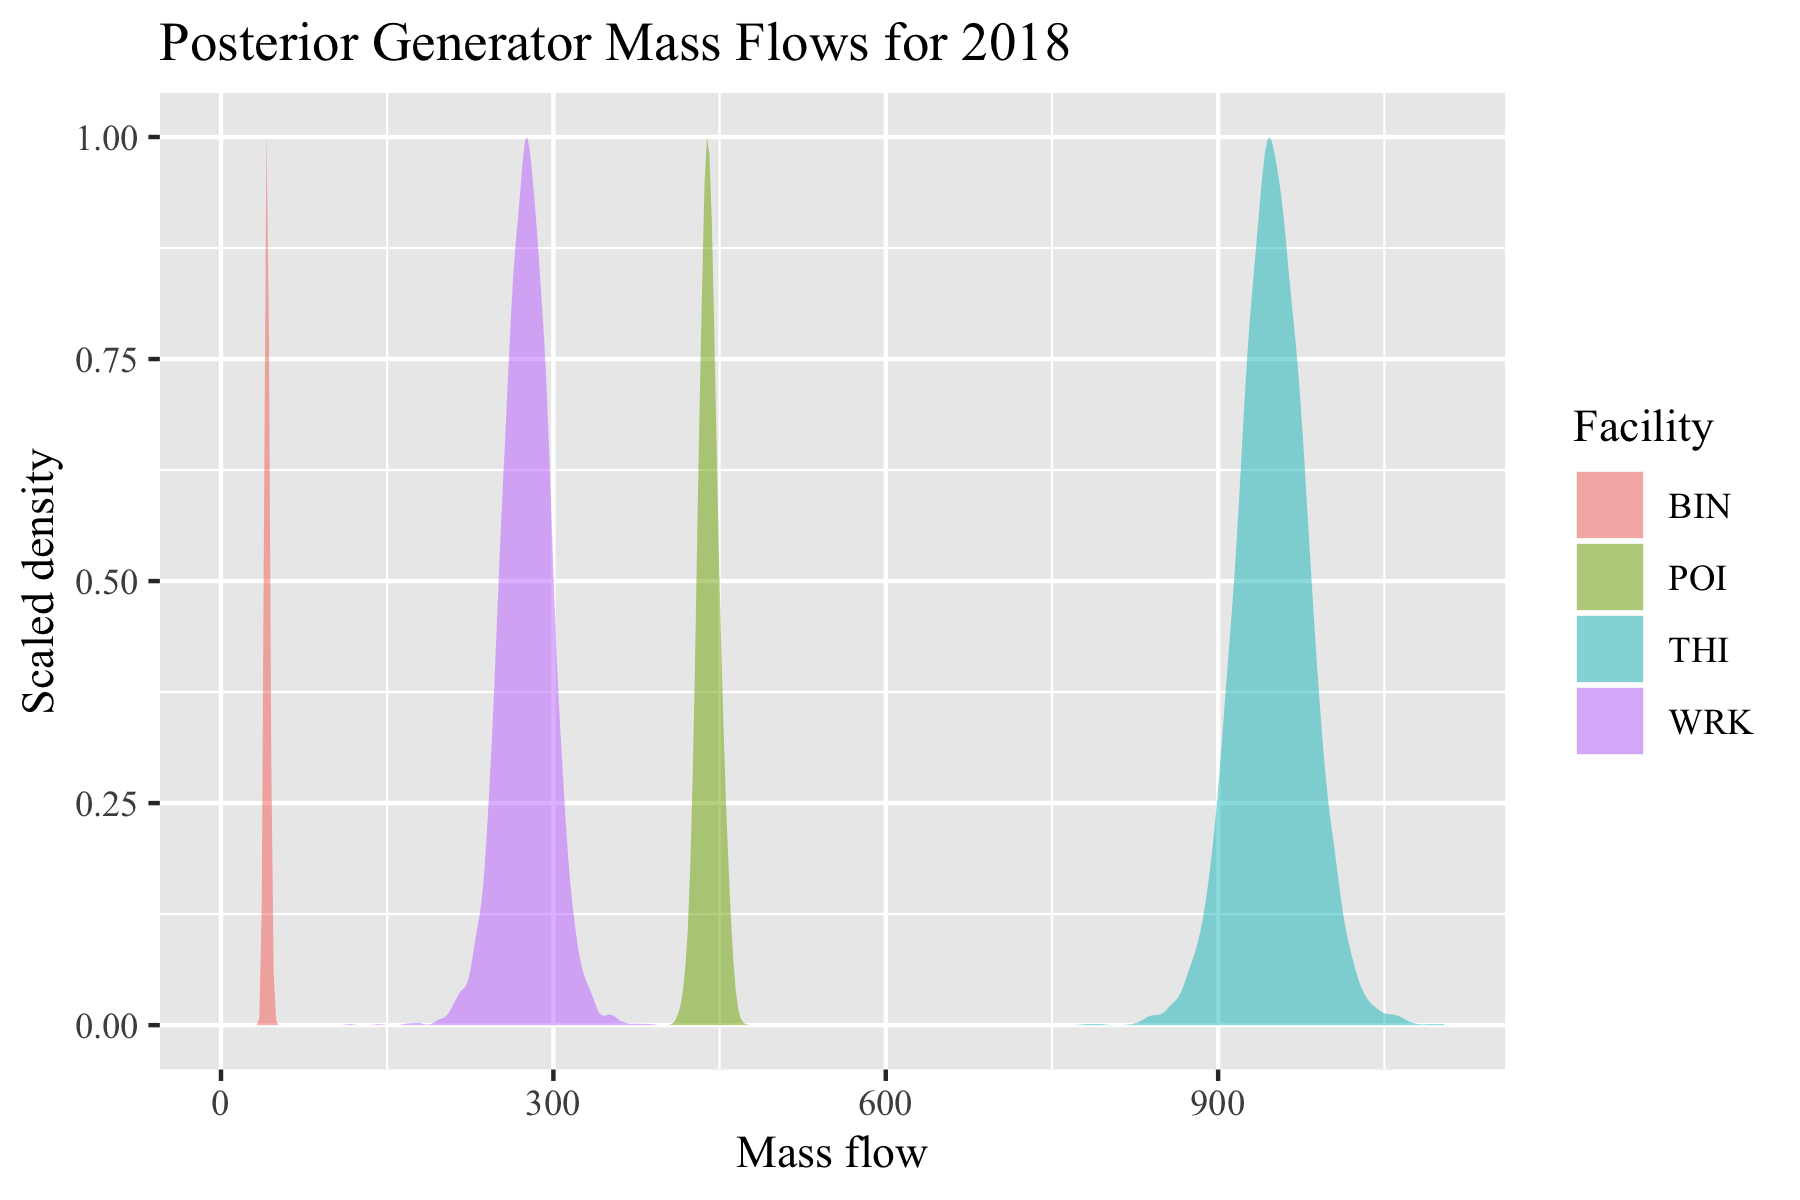 Posterior Generator Mass Flows for 2018
1.00
0.75
0.50
0.25
0.00
Scaled density
0
300
600
900
Mass flow
Facility
BIN
POI
THI
WRK